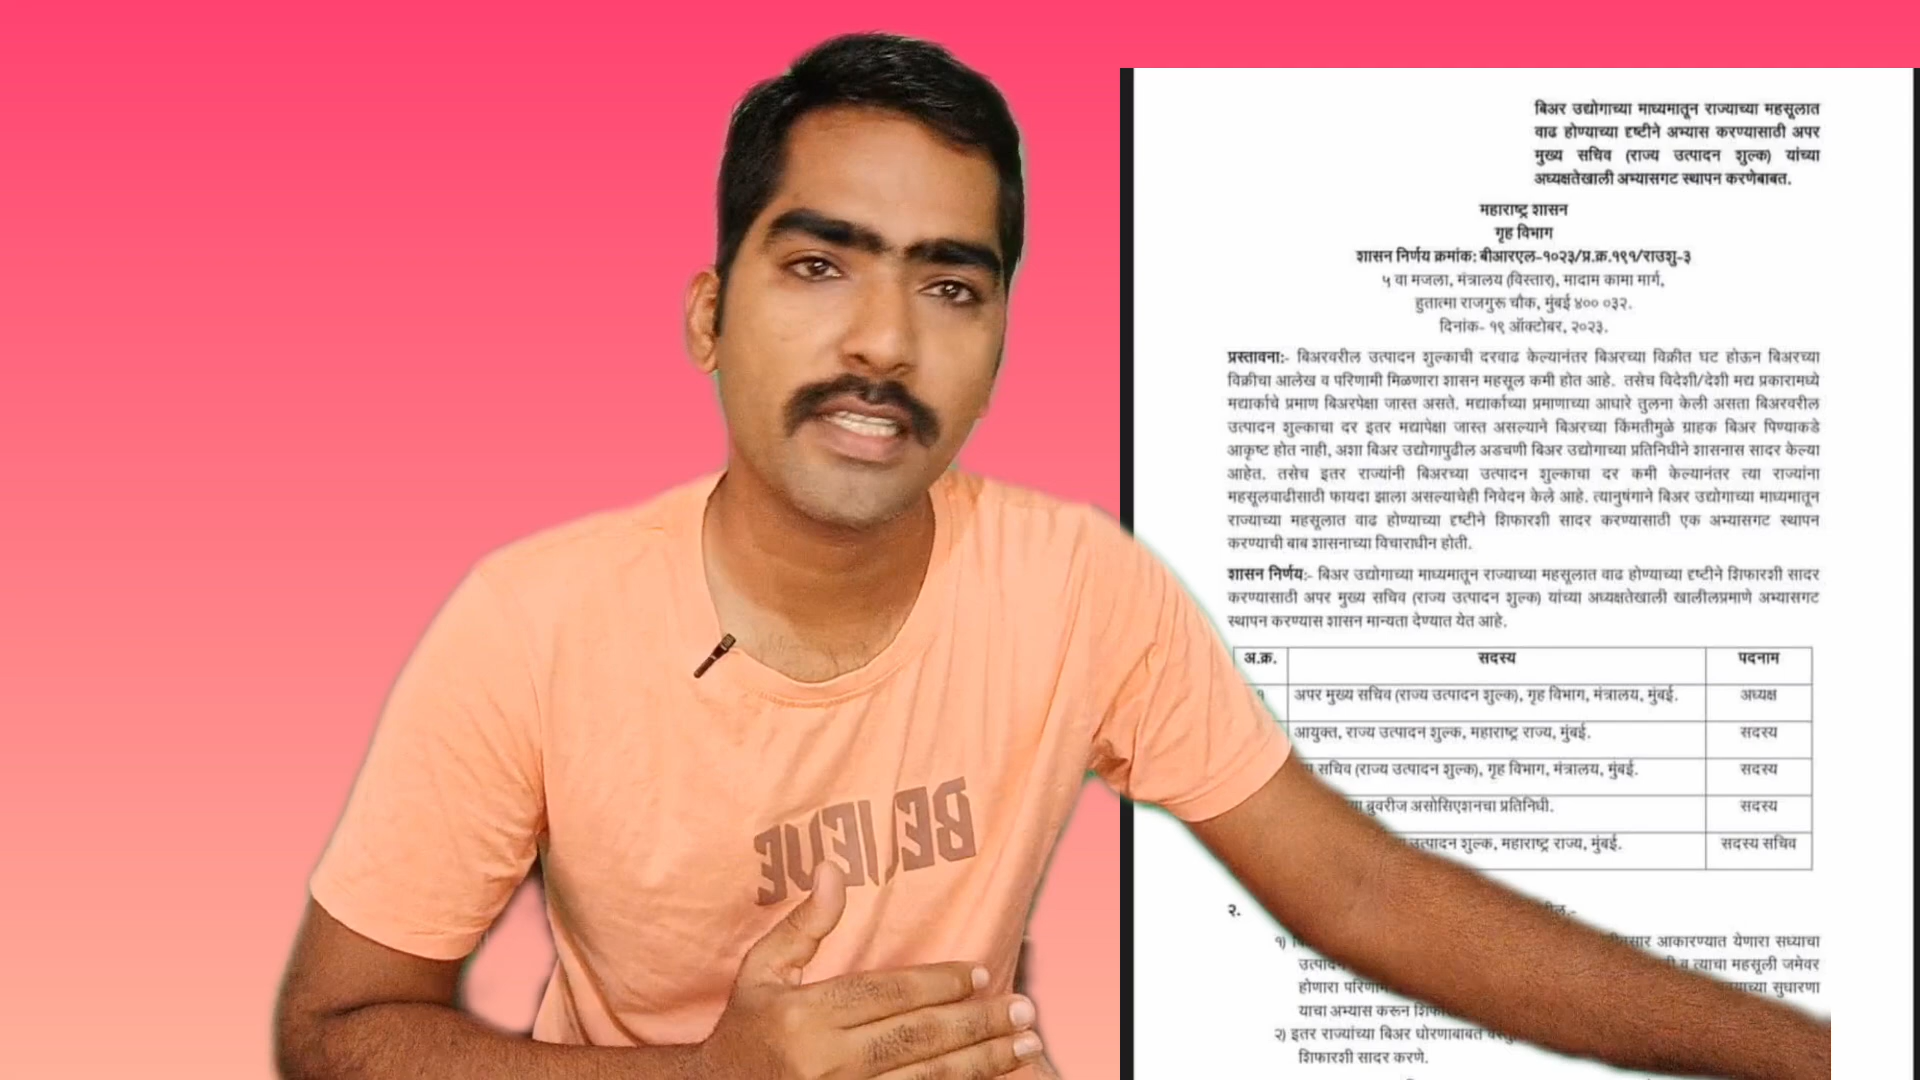 BELIEVE
बिअर उद्योगाच्या माध्यमातून राज्याच्या महसूलात
वाढ होण्याच्या दृष्टीने अभ्यास करण्यासाठी अपर
मुख्य सचिव (राज्य उत्पादन शुल्क) यांच्या
अध्यक्षतेखाली अभ्यासगट स्थापन करणेबाबत.
महाराष्ट्र शासन
गृह विभाग
शासन निर्णय क्रमांक: बीआरएल-१०२३/प्र.क्र.१९१/राउशु-३
५ वा मजला, मंत्रालय (विस्तार), मादाम कामा मार्ग,
हुतात्मा राजगुरू चौक, मुंबई ४०० ०३२.
दिनांक- १९ ऑक्टोबर, २०२३.
प्रस्तावना:- बिअरवरील उत्पादन शुल्काची दरवाढ केल्यानंतर बिअरच्या विक्रीत घट होऊन बिअरच्या
विक्रीचा आलेख व परिणामी मिळणारा शासन महसूल कमी होत आहे. तसेच विदेशी/देशी मद्य प्रकारामध्ये
मद्यार्काचे प्रमाण बिअरपेक्षा जास्त असते. मद्यार्काच्या प्रमाणाच्या आधारे तुलना केली असता बिअरवरील
उत्पादन शुल्काचा दर इतर मद्यापेक्षा जास्त असल्याने बिअरच्या किंमतीमुळे ग्राहक बिअर पिण्याकडे
आकृष्ट होत नाही, अशा बिअर उद्योगापुढील अडचणी बिअर उद्योगाच्या प्रतिनिधीने शासनास सादर केल्या
आहेत. तसेच इतर राज्यांनी बिअरच्या उत्पादन शुल्काचा दर कमी केल्यानंतर त्या राज्यांना
महसूलवाढीसाठी फायदा झाला असल्याचेही निवेदन केले आहे. त्यानुषंगाने बिअर उद्योगाच्या माध्यमातून
राज्याच्या महसूलात वाढ होण्याच्या दृष्टीने शिफारशी सादर करण्यासाठी एक अभ्यासगट स्थापन
करण्याची बाब शासनाच्या विचाराधीन होती.
शासन निर्णय:- बिअर उद्योगाच्या माध्यमातून राज्याच्या महसूलात वाढ होण्याच्या दृष्टीने शिफारशी सादर
करण्यासाठी अपर मुख्य सचिव (राज्य उत्पादन शुल्क) यांच्या अध्यक्षतेखाली खालीलप्रमाणे अभ्यासगट
स्थापन करण्यास शासन मान्यता देण्यात येत आहे.
अ.क्र. सदस्य पदनाम
१ अपर मुख्य सचिव (राज्य उत्पादन शुल्क), गृह विभाग, मंत्रालय, मुंबई. अध्यक्ष
आयुक्त, राज्य उत्पादन शुल्क, महाराष्ट्र राज्य, मुंबई. सदस्य
सचिव (राज्य उत्पादन शुल्क), गृह विभाग, मंत्रालय, मुंबई. सदस्य
ब्रुवरीज असोसिएशनचा प्रतिनिधी. सदस्य
उत्पादन शुल्क, महाराष्ट्र राज्य, मुंबई. सदस्य सचिव
२.
१) आकारण्यात येणारा सध्याचा
व त्याचा महसूली जमेवर
होणारा सुधारणा
याचा अभ्यास करून
२) इतर राज्यांच्या बिअर धोरणाबाबत
शिफारशी सादर करणे.